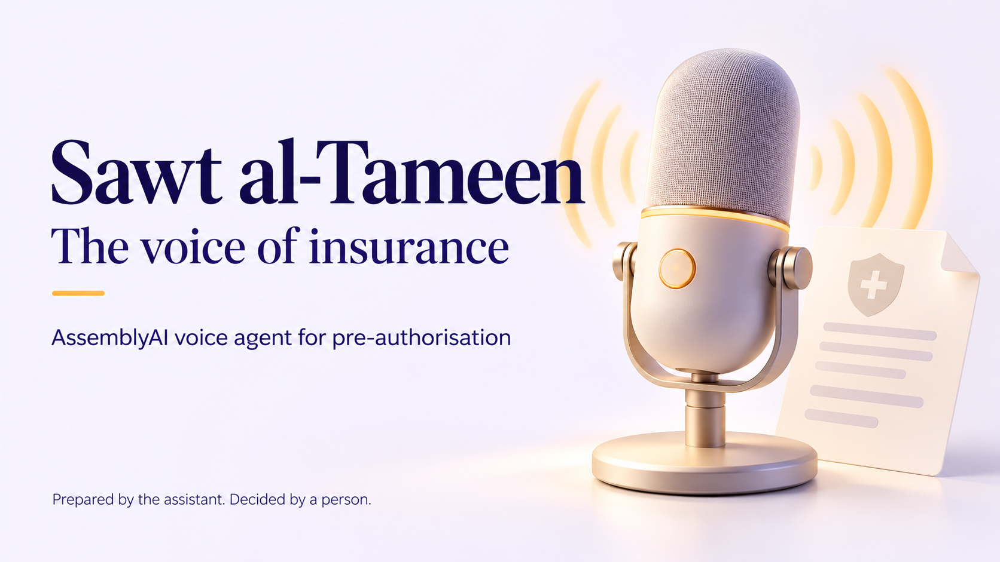 Sawt al-Tameen
The voice of insurance
AssemblyAI voice agent for pre-authorisation
Prepared by the assistant. Decided by a person.